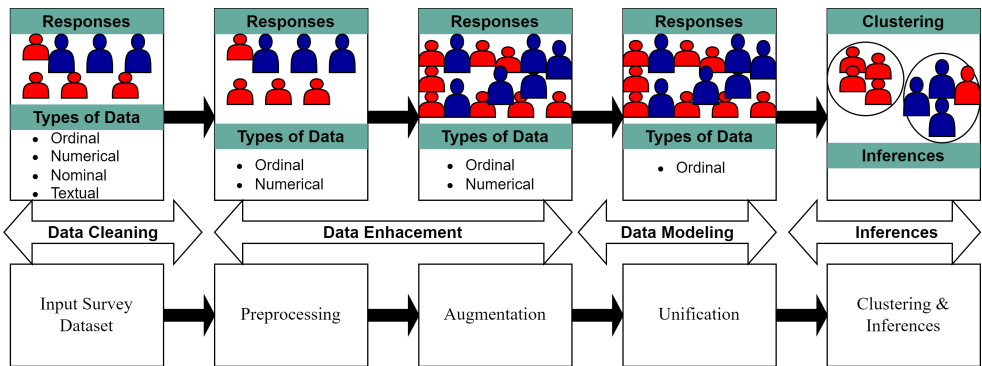 Responses
Types of Data
• Ordinal
• Numerical
• Nominal
• Textual
Responses
Types of Data
• Ordinal
• Numerical
Responses
Types of Data
• Ordinal
• Numerical
Responses
Types of Data
• Ordinal
Clustering
Inferences
Data Cleaning
Data Enhacement
Data Modeling
Inferences
Input Survey
Dataset
Preprocessing
Augmentation
Unification
Clustering &
Inferences